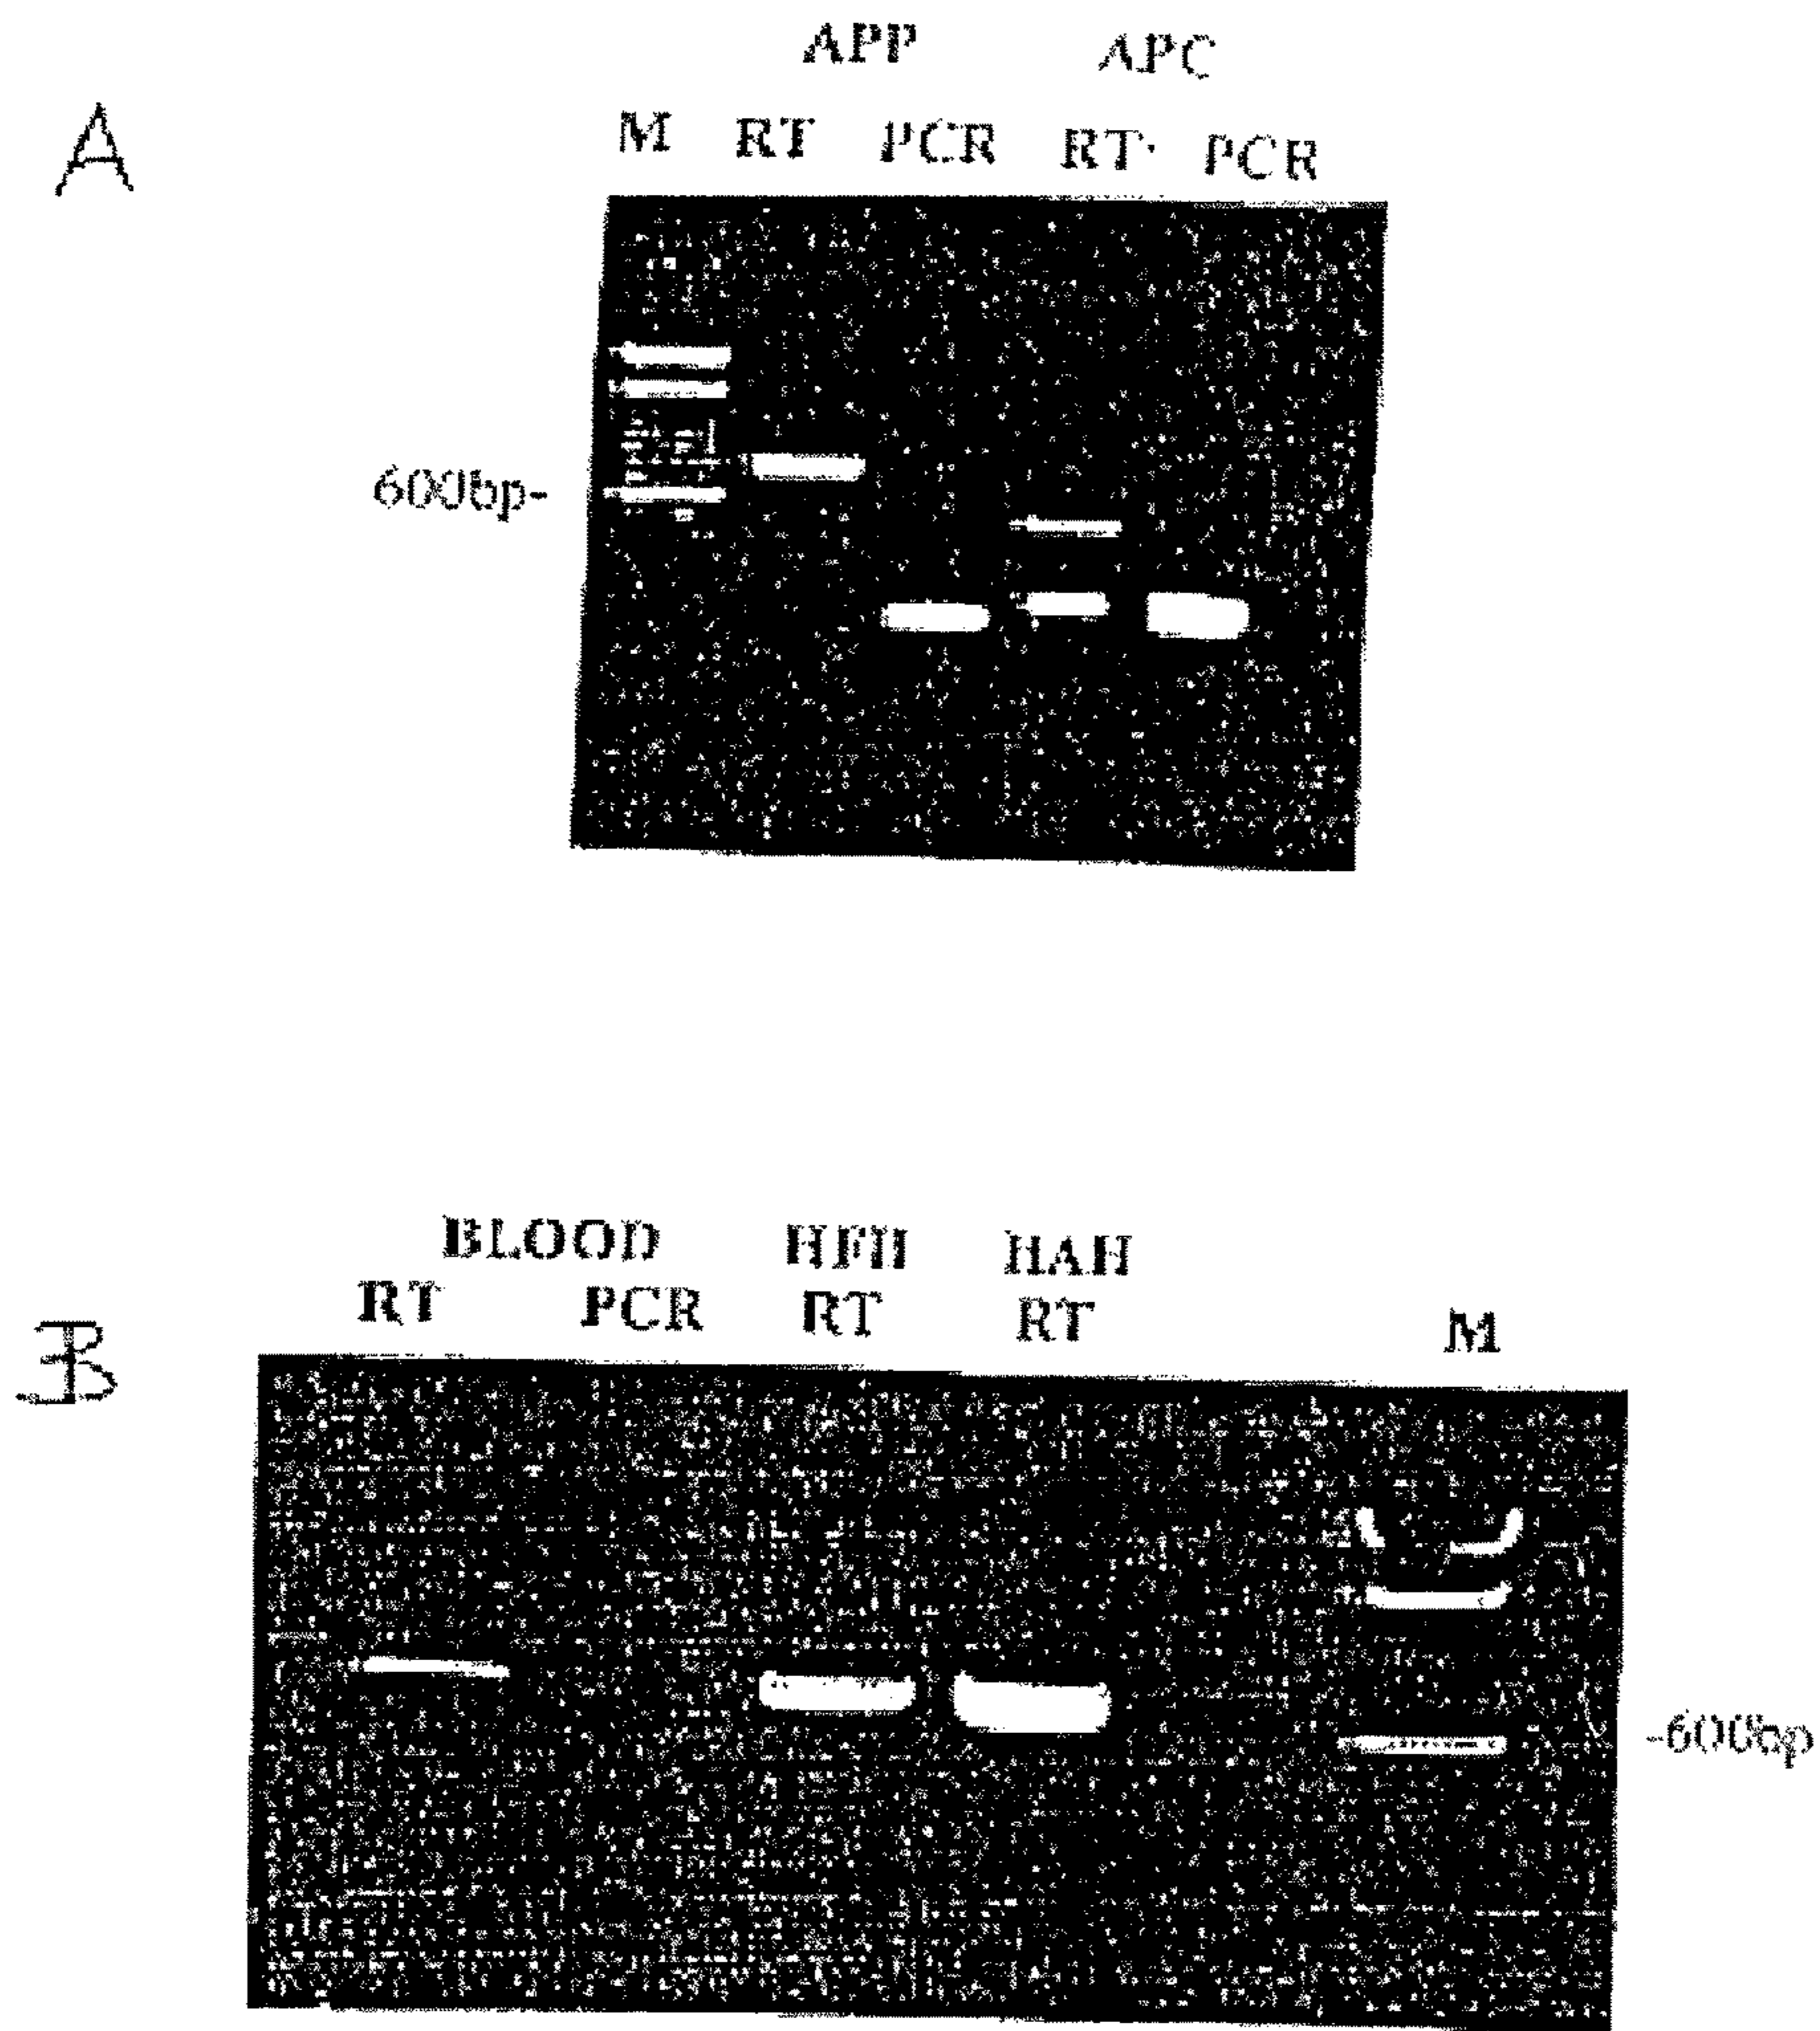 APP APC
A
M RT PCR RT PCR
600bp-
BLOOD HFH HAH
RT PCR RT RT M
B
-600bp